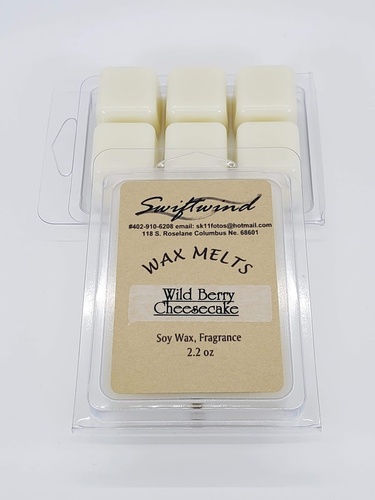 Swiftwind
#402-910-6208 email: sk11fotos@hotmail.com
118 S. Roselane Columbus Ne. 68601
WAX MELTS
Wild Berry
Cheesecake
Soy Wax, Fragrance
2.2 oz